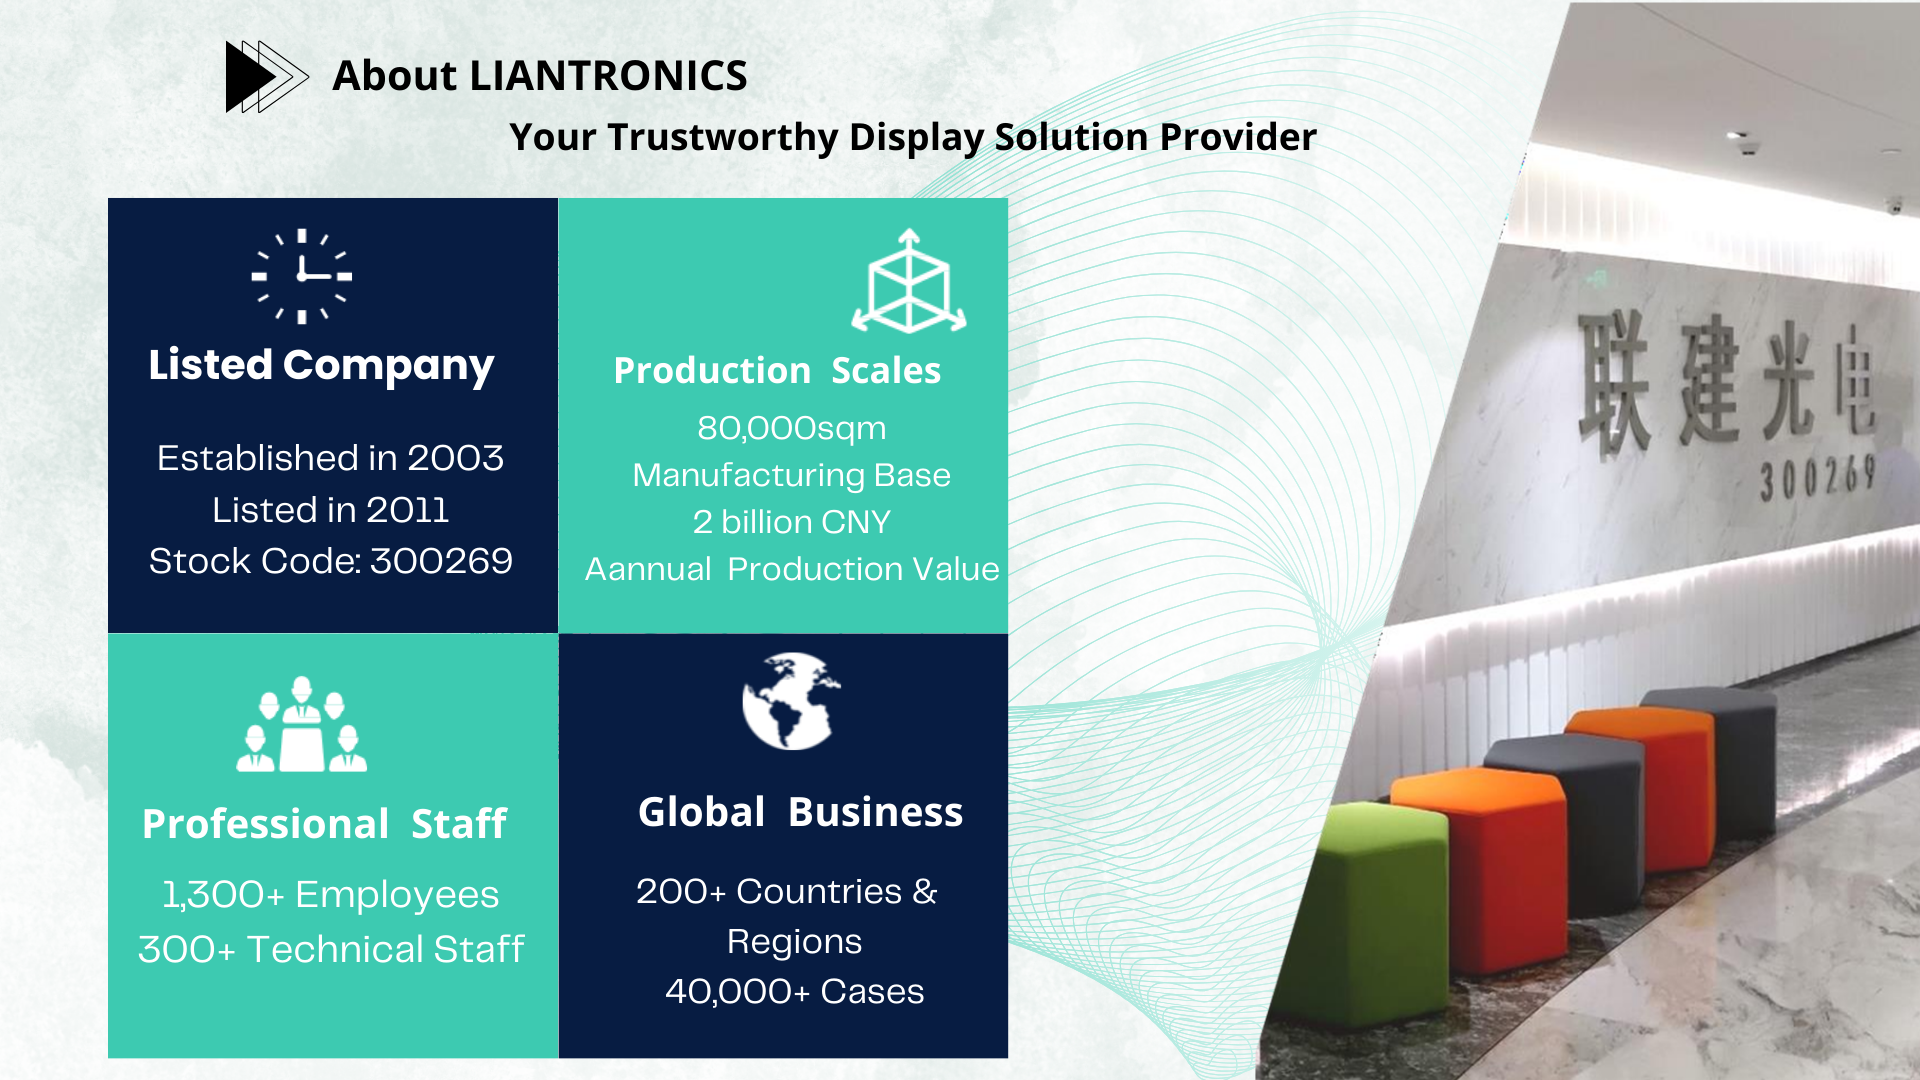 About LIANTRONICS
Your Trustworthy Display Solution Provider
Listed Company
Established in 2003
Listed in 2011
Stock Code: 300269
Production Scales
80,000sqm
Manufacturing Base
2 billion CNY
Aannual Production Value
Professional Staff
1,300+ Employees
300+ Technical Staff
Global Business
200+ Countries &
Regions
40,000+ Cases
联建光电
300269